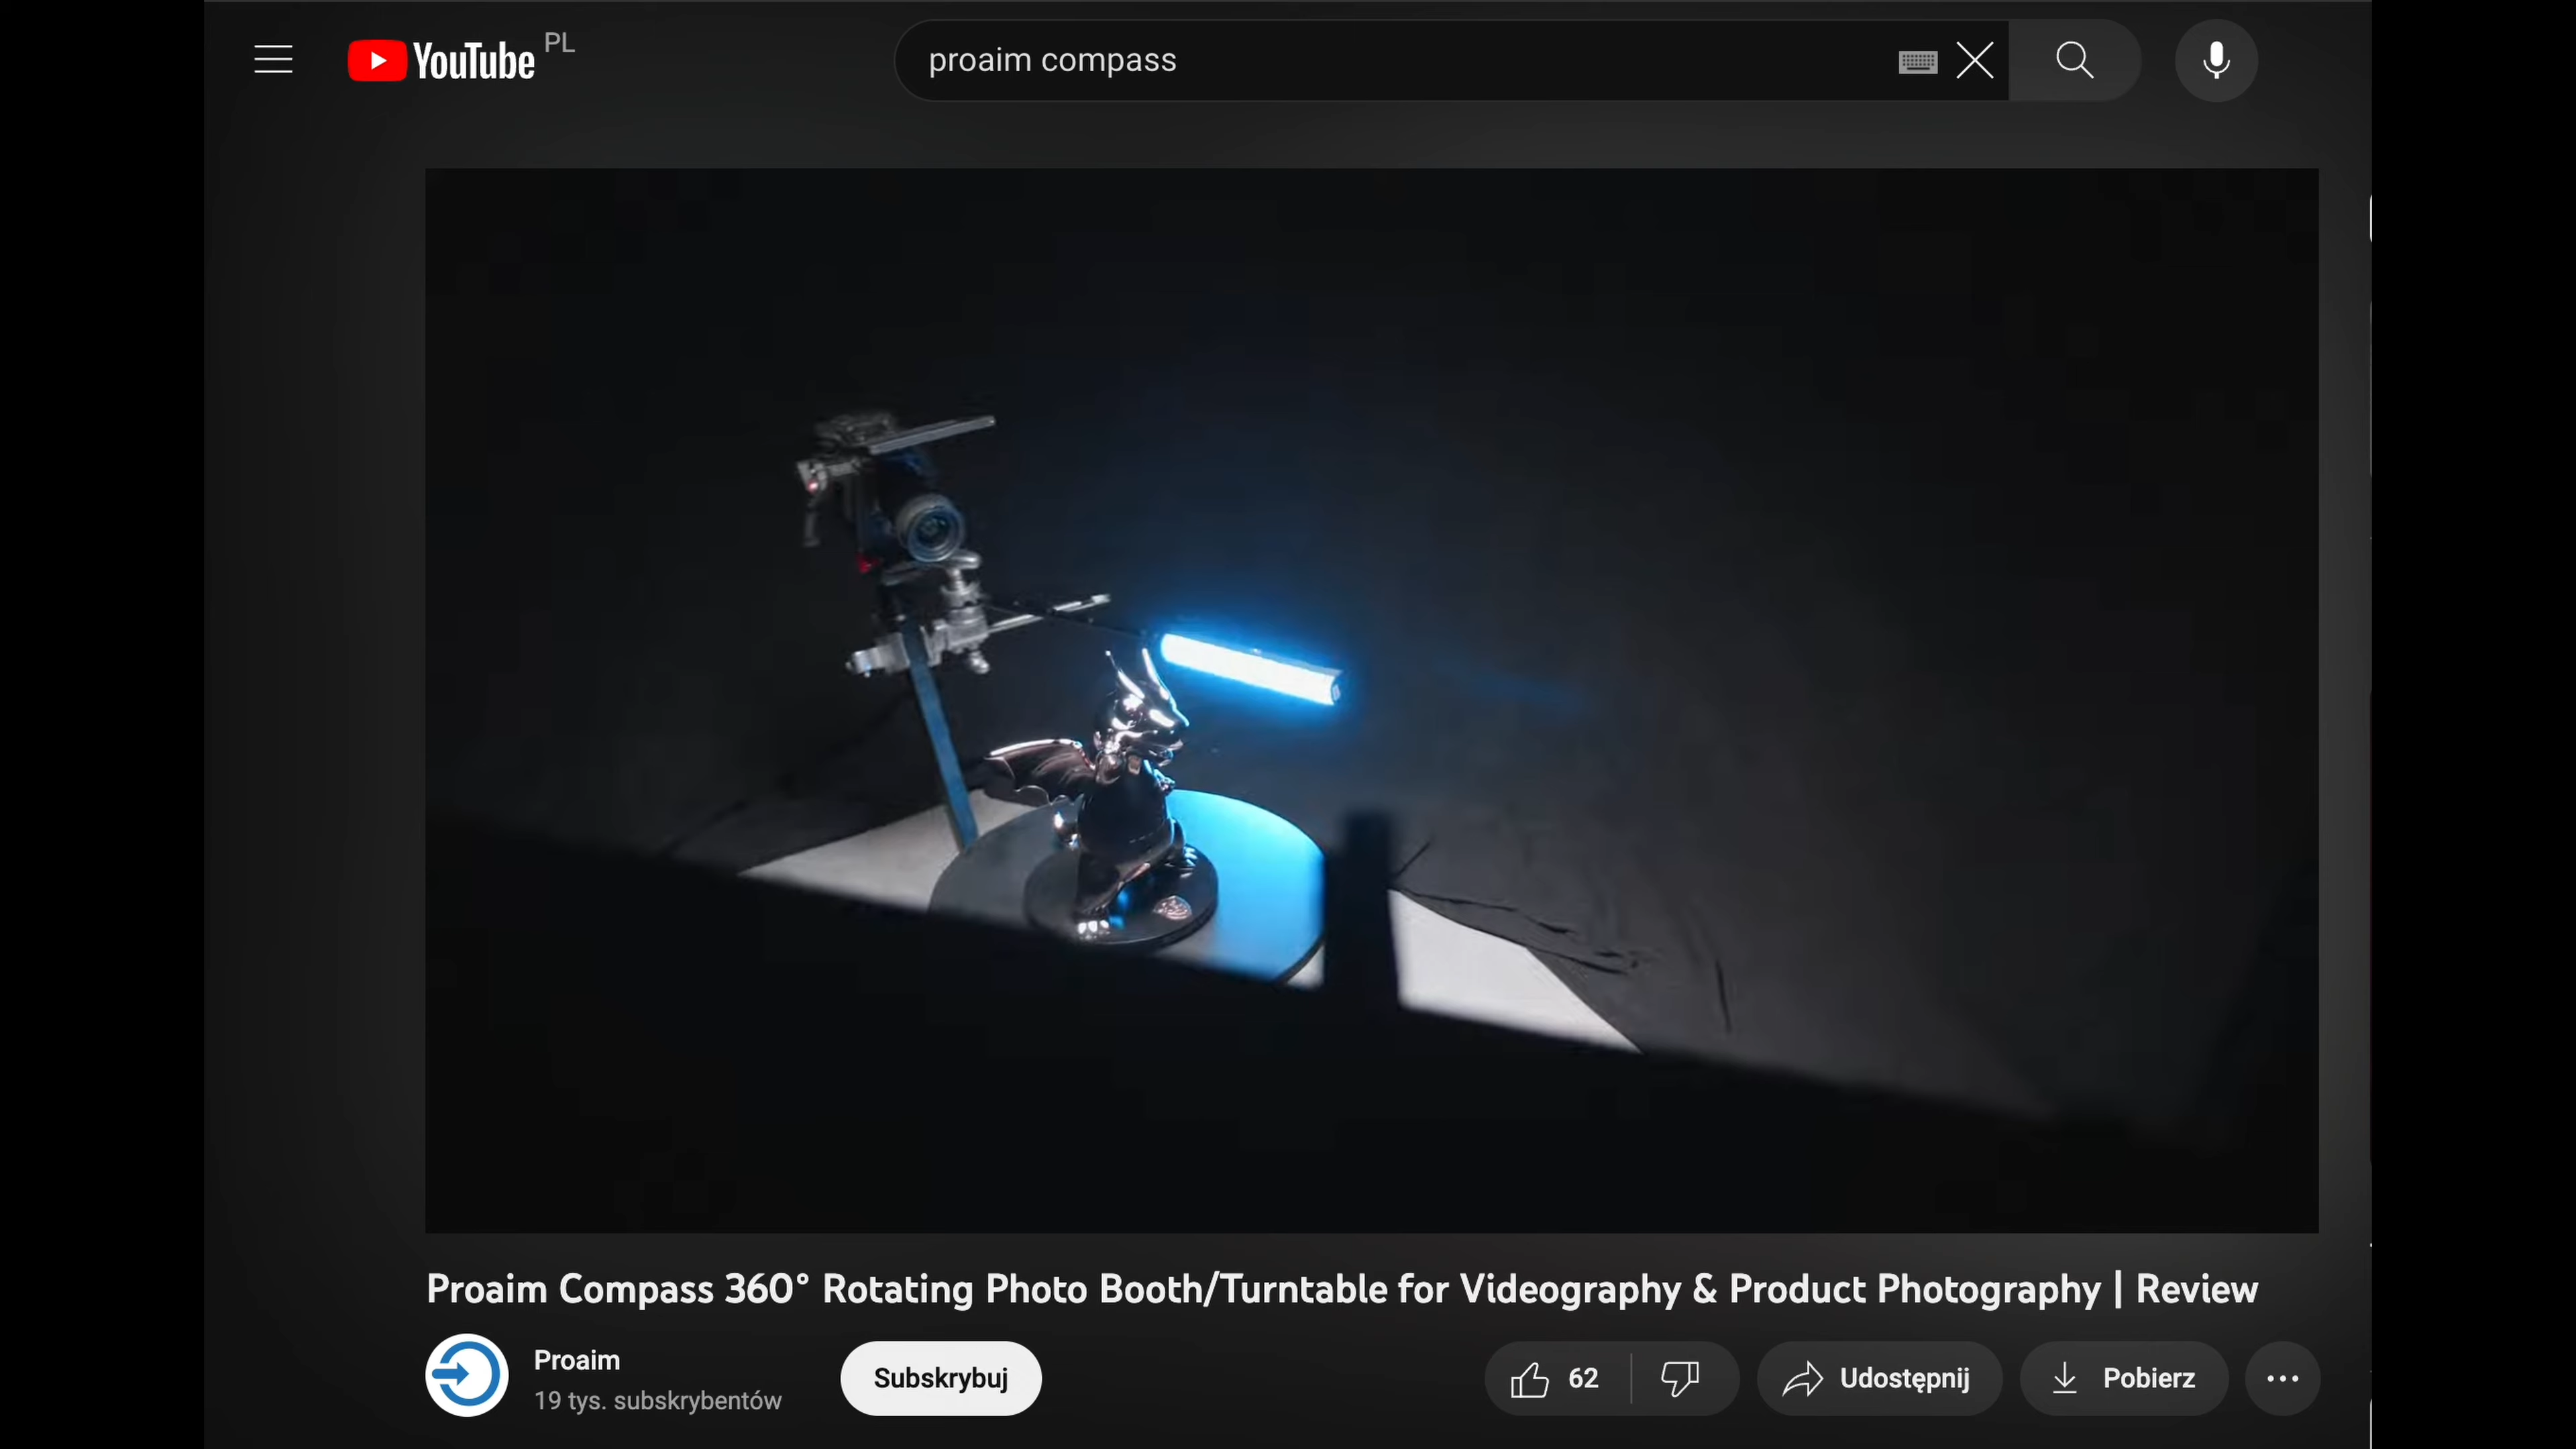 YouTube PL
proaim compass
Proaim Compass 360° Rotating Photo Booth/Turntable for Videography & Product Photography | Review
Proaim
19 tys. subskrybentów
Subskrybuj
62
Udostępnij
Pobierz